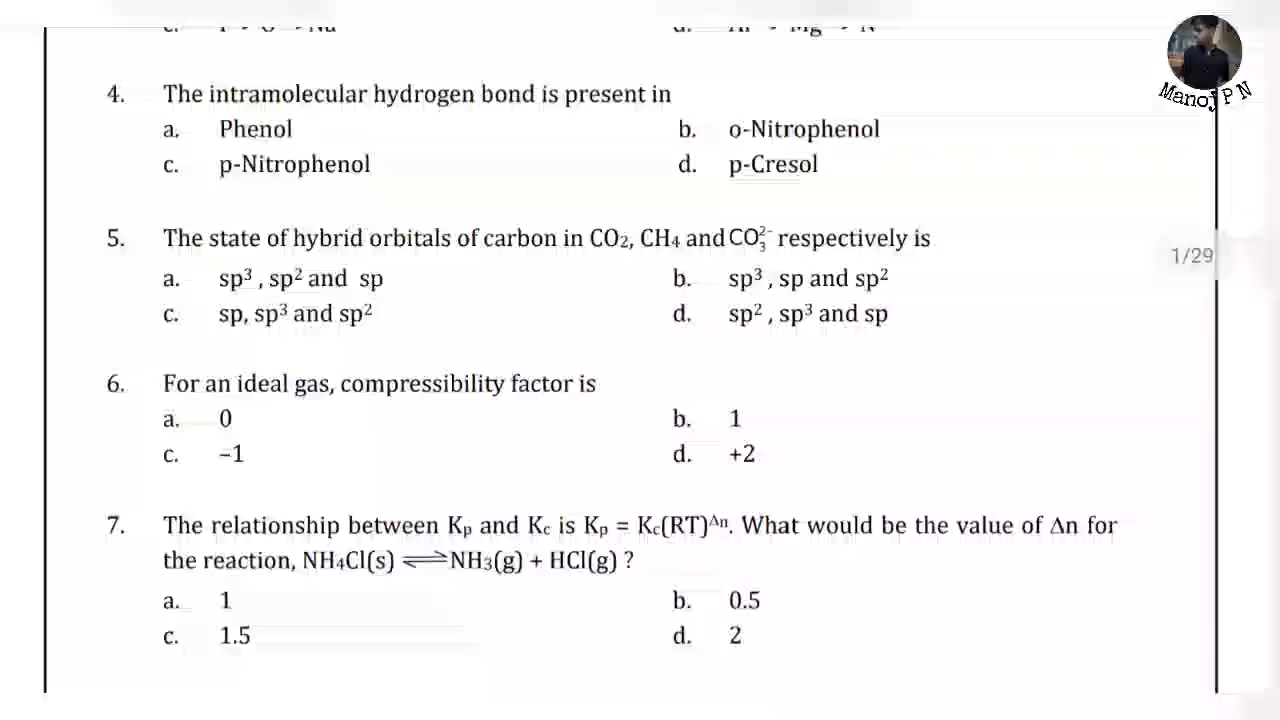 Manoj P N
4. The intramolecular hydrogen bond is present in
a. Phenol b. o-Nitrophenol
c. p-Nitrophenol d. p-Cresol
5. The state of hybrid orbitals of carbon in CO₂, CH₄ and CO₃²⁻ respectively is
a. sp³ , sp² and sp b. sp³ , sp and sp²
c. sp, sp³ and sp² d. sp² , sp³ and sp
1/29
6. For an ideal gas, compressibility factor is
a. 0 b. 1
c. –1 d. +2
7. The relationship between Kₚ and K꜀ is Kₚ = K꜀(RT)^Δn. What would be the value of Δn for
the reaction, NH₄Cl(s) ⇌ NH₃(g) + HCl(g) ?
a. 1 b. 0.5
c. 1.5 d. 2